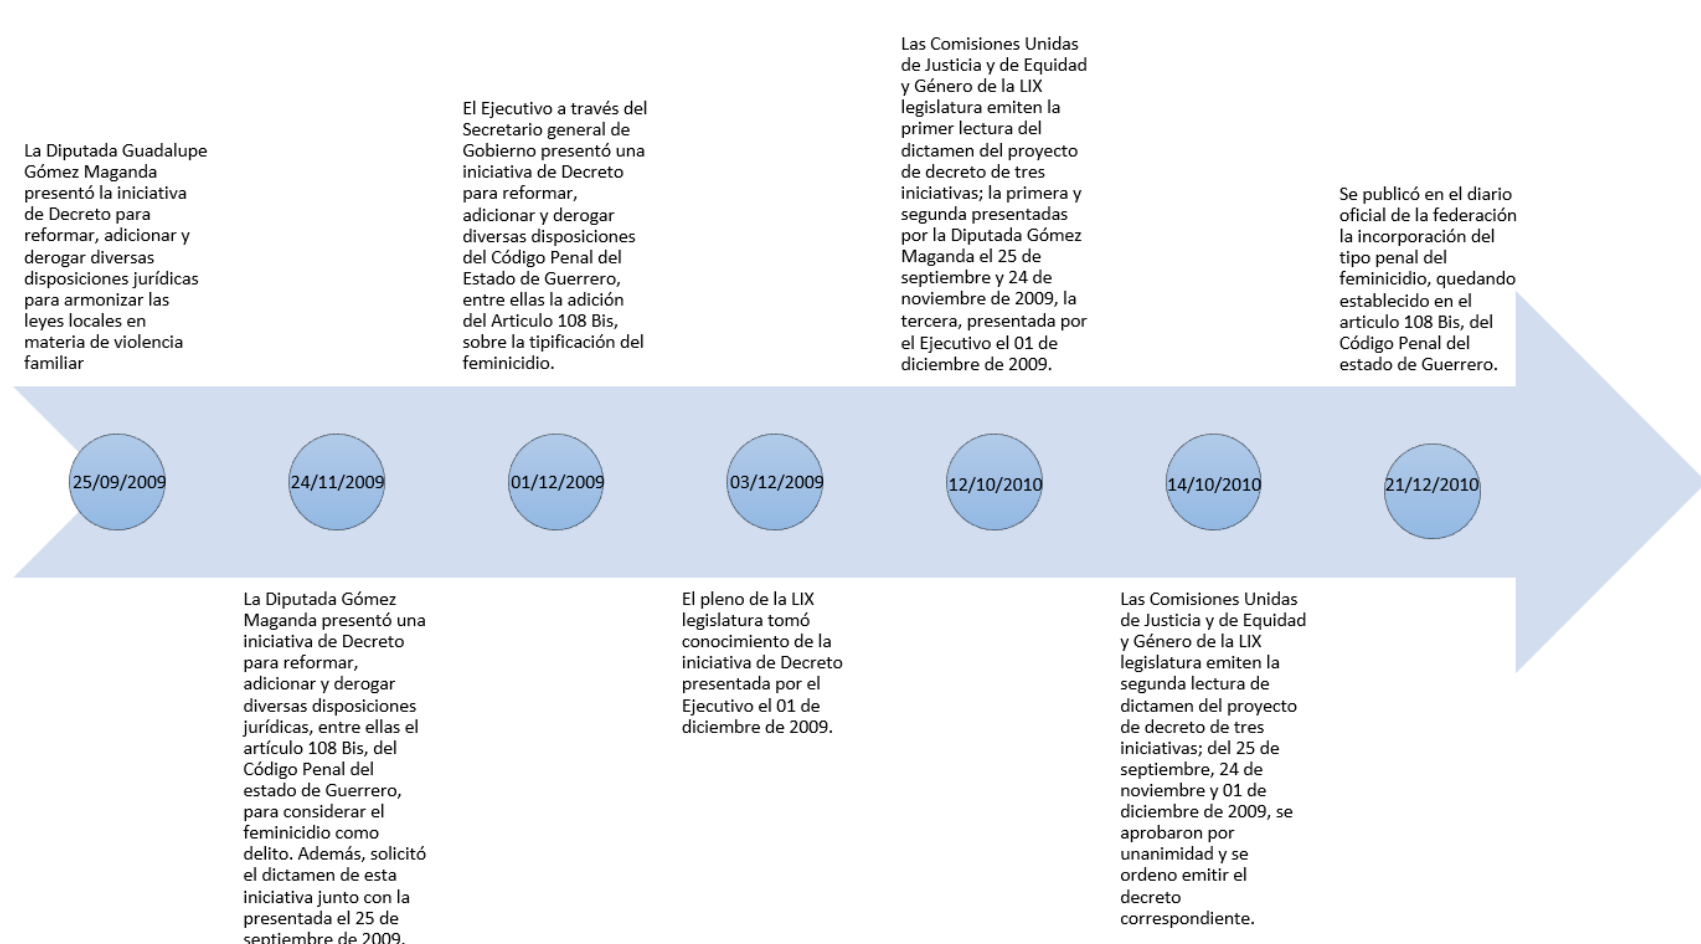 La Diputada Guadalupe
Gómez Maganda
presentó la iniciativa
de Decreto para
reformar, adicionar y
derogar diversas
disposiciones jurídicas
para armonizar las
leyes locales en
materia de violencia
familiar
25/09/2009
24/11/2009
La Diputada Gómez
Maganda presentó una
iniciativa de Decreto
para reformar,
adicionar y derogar
diversas disposiciones
jurídicas, entre ellas el
artículo 108 Bis, del
Código Penal del
estado de Guerrero,
para considerar el
feminicidio como
delito. Además, solicitó
el dictamen de esta
iniciativa junto con la
presentada el 25 de
septiembre de 2009.
El Ejecutivo a través del
Secretario general de
Gobierno presentó una
iniciativa de Decreto
para reformar,
adicionar y derogar
diversas disposiciones
del Código Penal del
Estado de Guerrero,
entre ellas la adición
del Articulo 108 Bis,
sobre la tipificación del
feminicidio.
01/12/2009
03/12/2009
El pleno de la LIX
legislatura tomó
conocimiento de la
iniciativa de Decreto
presentada por el
Ejecutivo el 01 de
diciembre de 2009.
Las Comisiones Unidas
de Justicia y de Equidad
y Género de la LIX
legislatura emiten la
primer lectura del
dictamen del proyecto
de decreto de tres
iniciativas; la primera y
segunda presentadas
por la Diputada Gómez
Maganda el 25 de
septiembre y 24 de
noviembre de 2009, la
tercera, presentada por
el Ejecutivo el 01 de
diciembre de 2009.
12/10/2010
14/10/2010
Las Comisiones Unidas
de Justicia y de Equidad
y Género de la LIX
legislatura emiten la
segunda lectura de
dictamen del proyecto
de decreto de tres
iniciativas; del 25 de
septiembre, 24 de
noviembre y 01 de
diciembre de 2009, se
aprobaron por
unanimidad y se
ordeno emitir el
decreto
correspondiente.
Se publicó en el diario
oficial de la federación
la incorporación del
tipo penal del
feminicidio, quedando
establecido en el
articulo 108 Bis, del
Código Penal del
estado de Guerrero.
21/12/2010